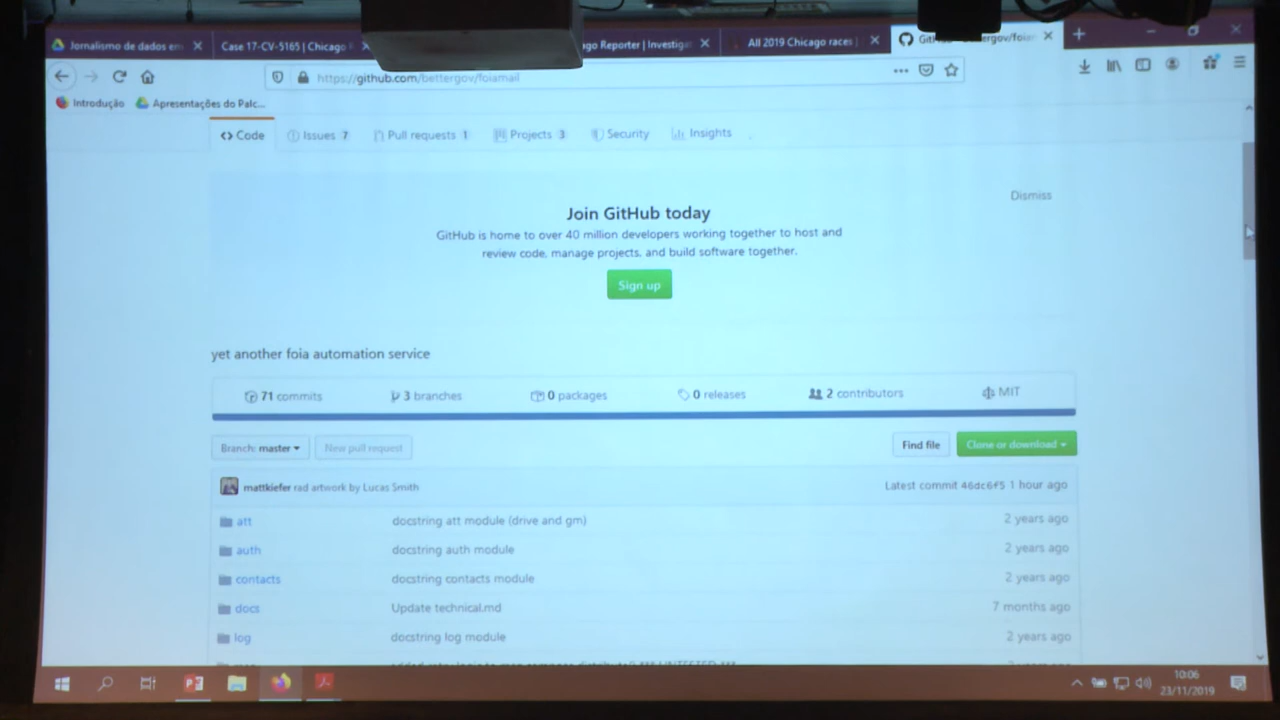 Jornalismo de dados em
Case 17-CV-5165 | Chicago
ago Reporter | Investiga
All 2019 Chicago races |
https://github.com/bettergov/foiamail
Introdução
Apresentações do Palc...
Code
Issues 7
Pull requests 1
Projects 3
Security
Insights
Dismiss
Join GitHub today
GitHub is home to over 40 million developers working together to host and
review code, manage projects, and build software together.
Sign up
yet another foia automation service
71 commits
3 branches
0 packages
0 releases
2 contributors
MIT
Branch: master
New pull request
Find file
Clone or download
mattkiefer rad artwork by Lucas Smith
Latest commit 46dc6f5 1 hour ago
att docstring att module (drive and gm) 2 years ago
auth docstring auth module 2 years ago
contacts docstring contacts module 2 years ago
docs Update technical.md 7 months ago
log docstring log module 2 years ago
10:06
23/11/2019